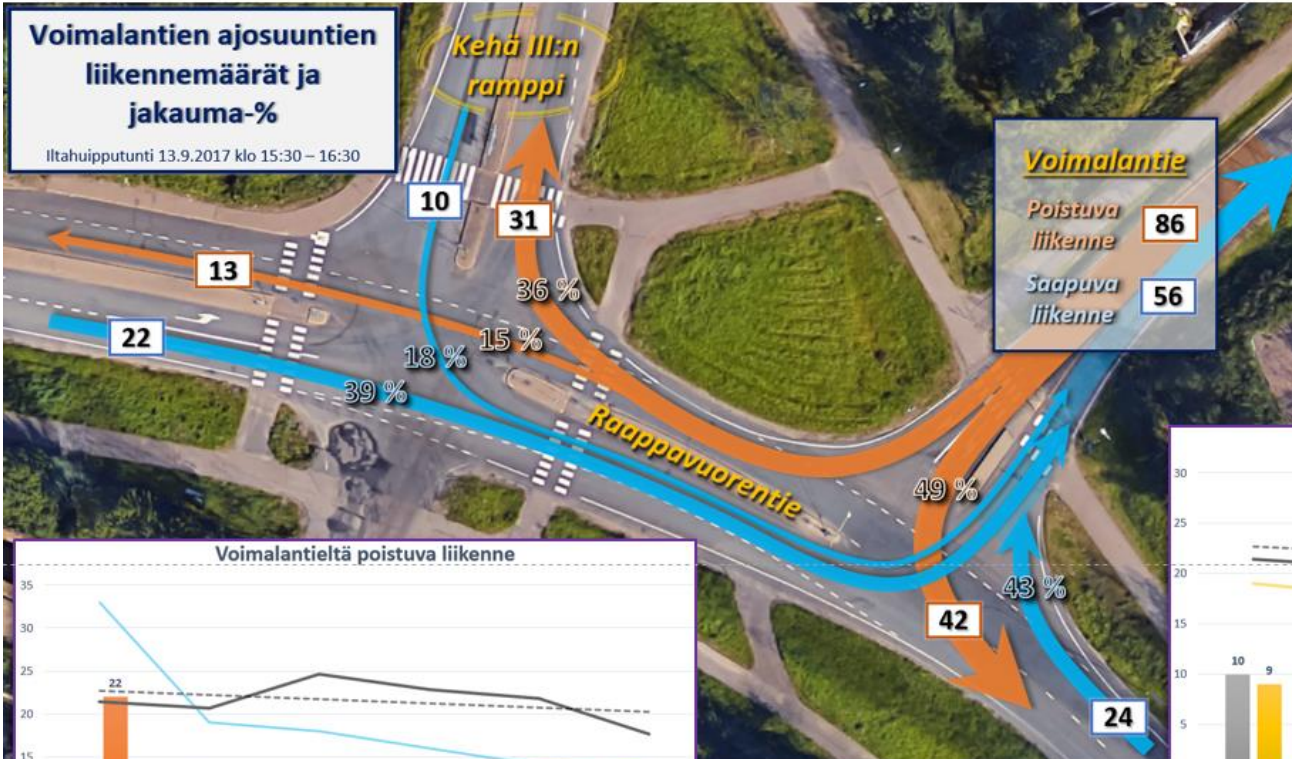 Voimalantien ajosuuntien
liikennemäärät ja
jakauma-%
Iltahuipputunti 13.9.2017 klo 15:30 – 16:30
Kehä III:n
ramppi
Voimalantie
Poistuva
liikenne
86
Saapuva
liikenne
56
10
31
13
22
36 %
15 %
18 %
39 %
Raappavuorentie
49 %
43 %
42
24
Voimalantieltä poistuva liikenne
35
30
25
20
15
22
30
25
20
15
10
5
10
9